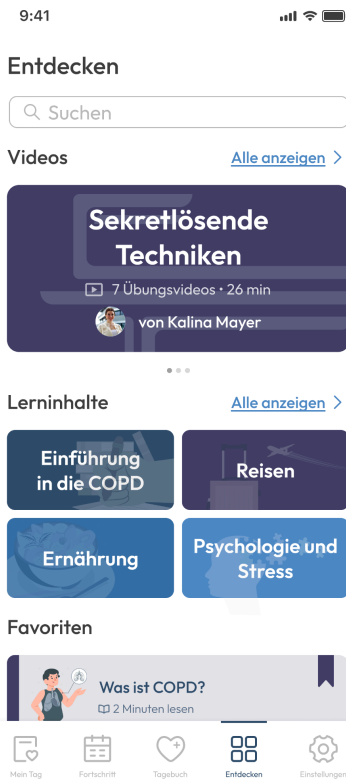 9:41
Entdecken
Suchen
Videos
Alle anzeigen
Sekretlösende
Techniken
7 Übungsvideos • 26 min
von Kalina Mayer
Lerninhalte
Alle anzeigen
Einführung
in die COPD
Reisen
Ernährung
Psychologie und
Stress
Favoriten
Was ist COPD?
2 Minuten lesen
Mein Tag
Fortschritt
Tagebuch
Entdecken
Einstellungen